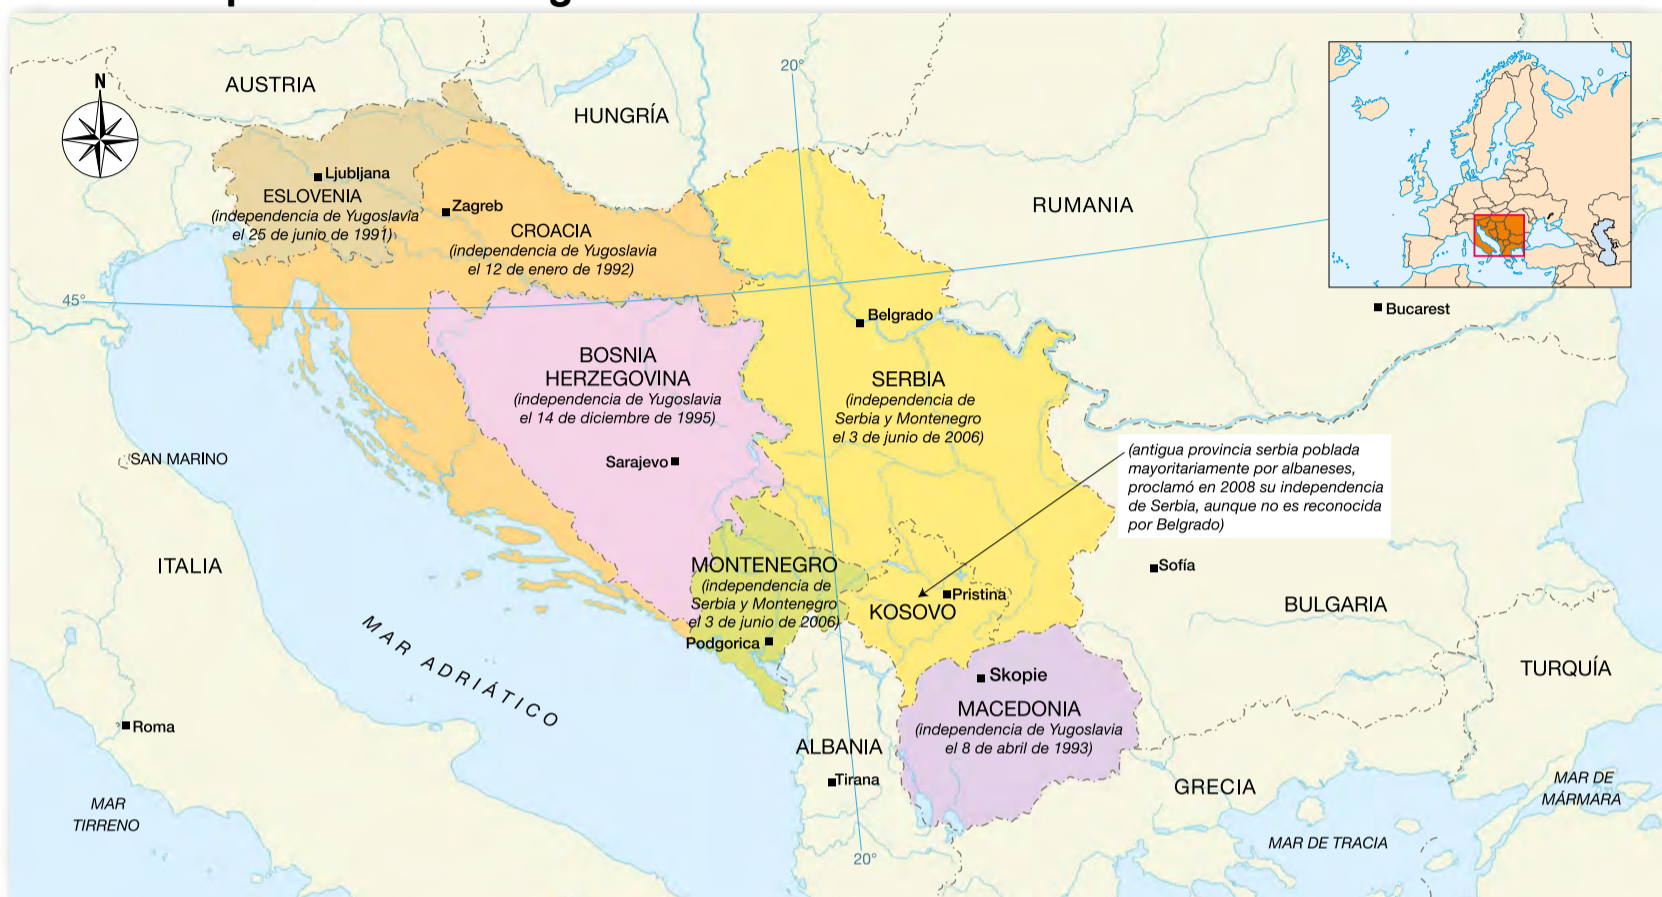 N
AUSTRIA
HUNGRÍA
20°
RUMANIA
Ljubljana
ESLOVENIA
(independencia de Yugoslavia
el 25 de junio de 1991)
Zagreb
CROACIA
(independencia de Yugoslavia
el 12 de enero de 1992)
45°
Belgrado
Bucarest
BOSNIA
HERZEGOVINA
(independencia de Yugoslavia
el 14 de diciembre de 1995)
Sarajevo
SERBIA
(independencia de
Serbia y Montenegro
el 3 de junio de 2006)
(antigua provincia serbia poblada
mayoritariamente por albaneses,
proclamó en 2008 su independencia
de Serbia, aunque no es reconocida
por Belgrado)
SAN MARINO
ITALIA
MONTENEGRO
(independencia de
Serbia y Montenegro
el 3 de junio de 2006)
Podgorica
Pristina
KOSOVO
Sofía
BULGARIA
MAR ADRIÁTICO
Skopie
MACEDONIA
(independencia de Yugoslavia
el 8 de abril de 1993)
TURQUÍA
Roma
ALBANIA
Tirana
GRECIA
MAR DE
MÁRMARA
MAR
TIRRENO
MAR DE TRACIA
20°